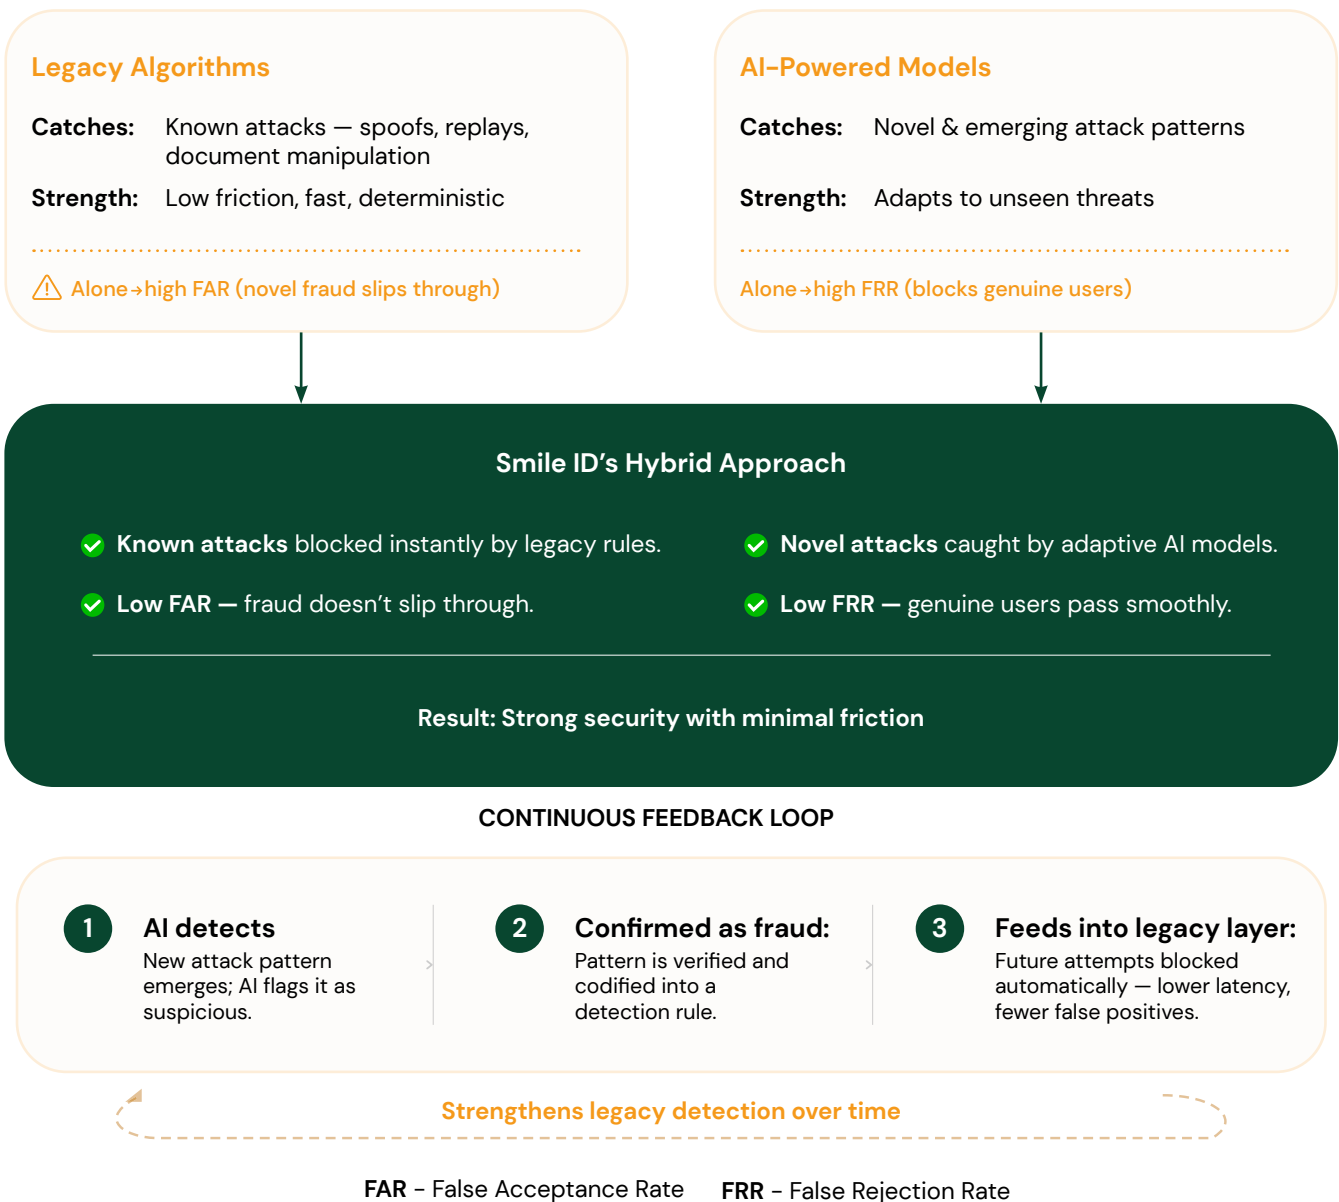 Legacy Algorithms
Catches: Known attacks — spoofs, replays,
document manipulation
Strength: Low friction, fast, deterministic
Alone→high FAR (novel fraud slips through)
AI-Powered Models
Catches: Novel & emerging attack patterns
Strength: Adapts to unseen threats
Alone→high FRR (blocks genuine users)
Smile ID’s Hybrid Approach
Known attacks blocked instantly by legacy rules.
Novel attacks caught by adaptive AI models.
Low FAR — fraud doesn’t slip through.
Low FRR — genuine users pass smoothly.
Result: Strong security with minimal friction
CONTINUOUS FEEDBACK LOOP
1 AI detects
New attack pattern
emerges; AI flags it as
suspicious.
2 Confirmed as fraud:
Pattern is verified and
codified into a
detection rule.
3 Feeds into legacy layer:
Future attempts blocked
automatically — lower latency,
fewer false positives.
Strengthens legacy detection over time
FAR - False Acceptance Rate FRR - False Rejection Rate